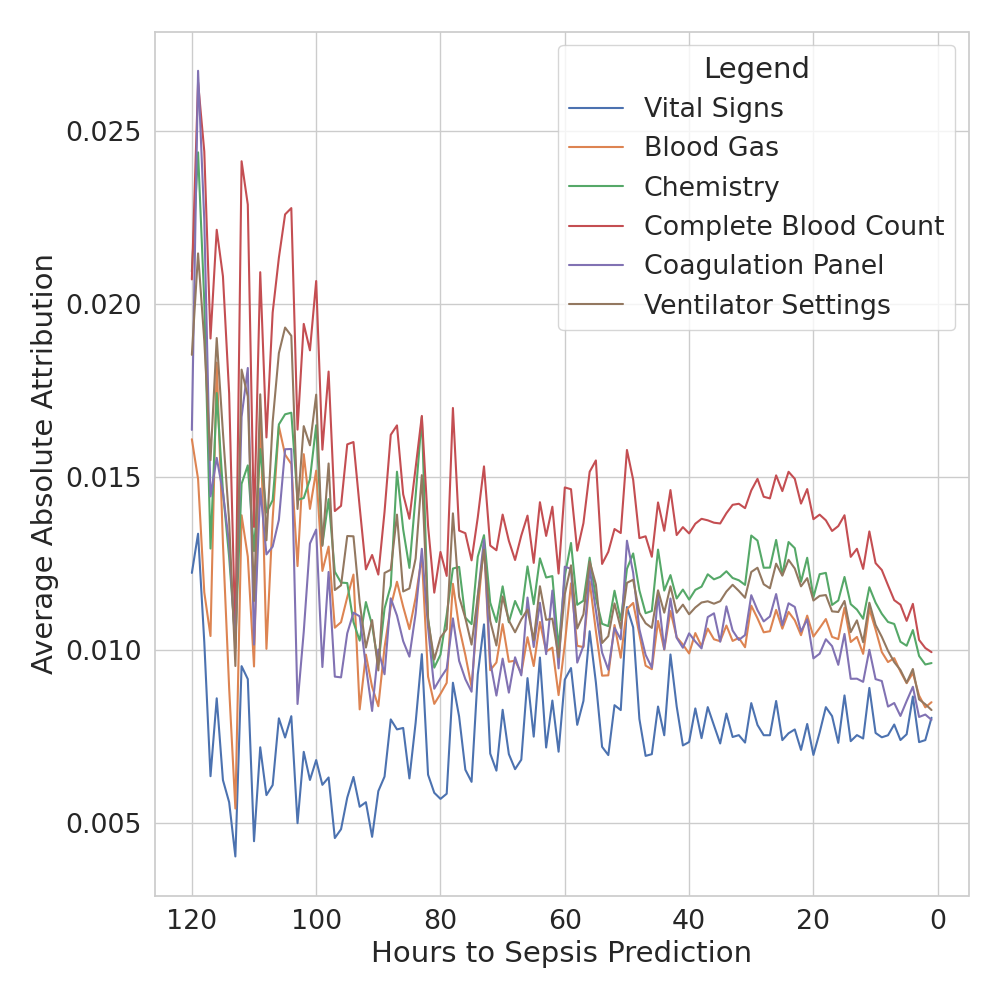 Legend
Vital Signs
Blood Gas
Chemistry
Complete Blood Count
Coagulation Panel
Ventilator Settings
Average Absolute Attribution
0.025
0.020
0.015
0.010
0.005
120 100 80 60 40 20 0
Hours to Sepsis Prediction